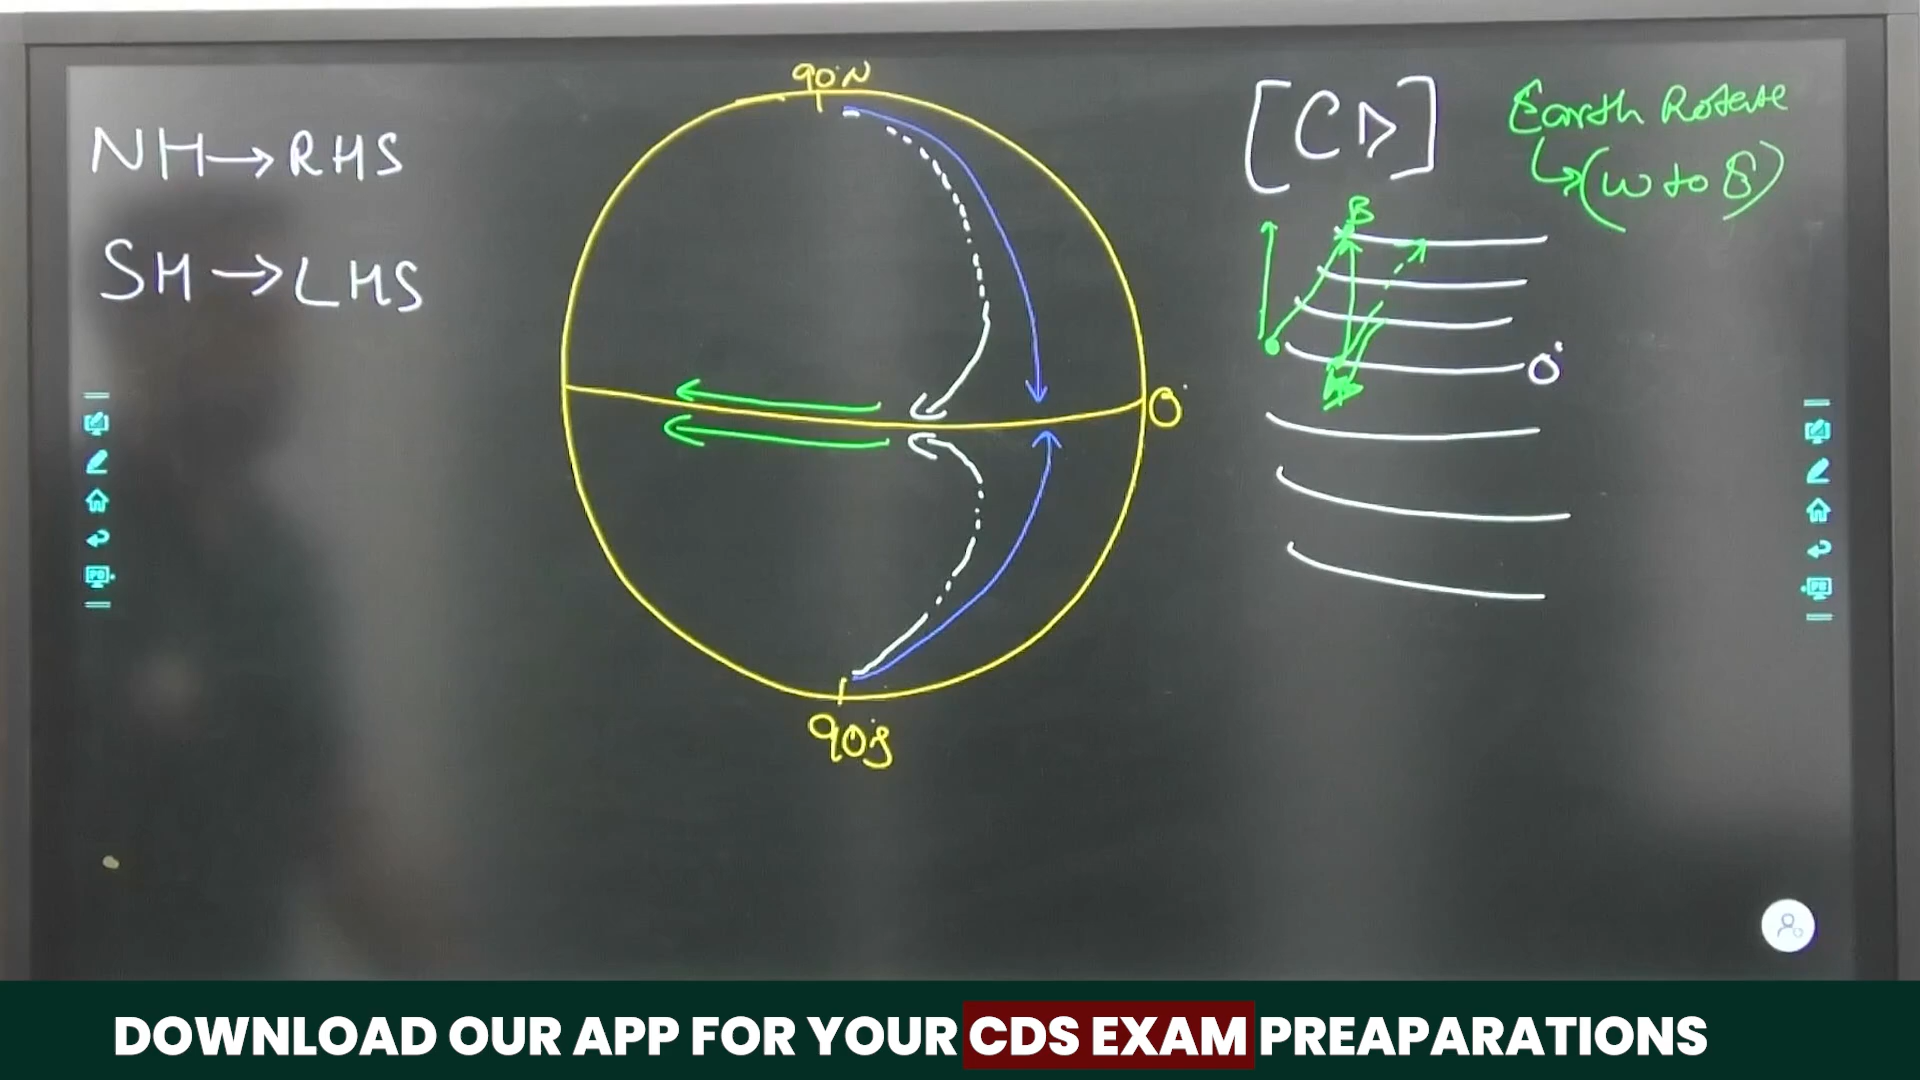 90°N
NH→RHS
SH→LHS
[CD]
Earth Rotate
(W to E)
B
0°
0°
90°S
DOWNLOAD OUR APP FOR YOUR CDS EXAM PREAPARATIONS